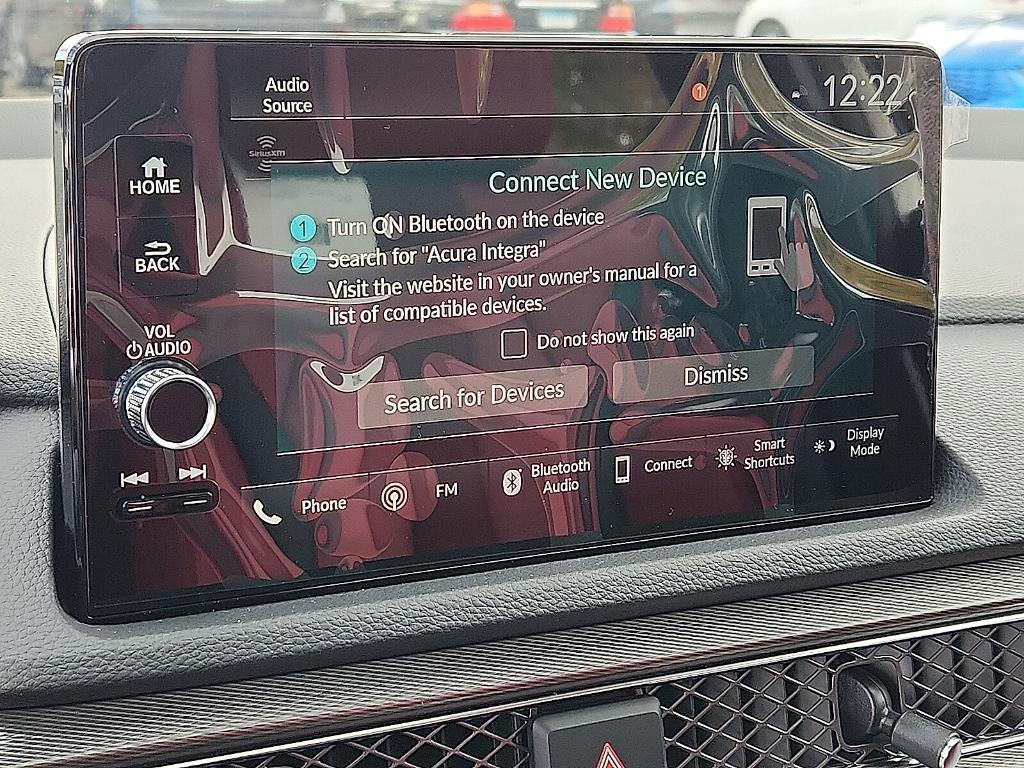 Audio
Source
1
12:22
SiriusXM
HOME
BACK
VOL
AUDIO
Connect New Device
1 Turn ON Bluetooth on the device
2 Search for "Acura Integra"
Visit the website in your owner's manual for a
list of compatible devices.
Do not show this again
Search for Devices
Dismiss
Phone
FM
Bluetooth
Audio
Connect
Smart
Shortcuts
Display
Mode